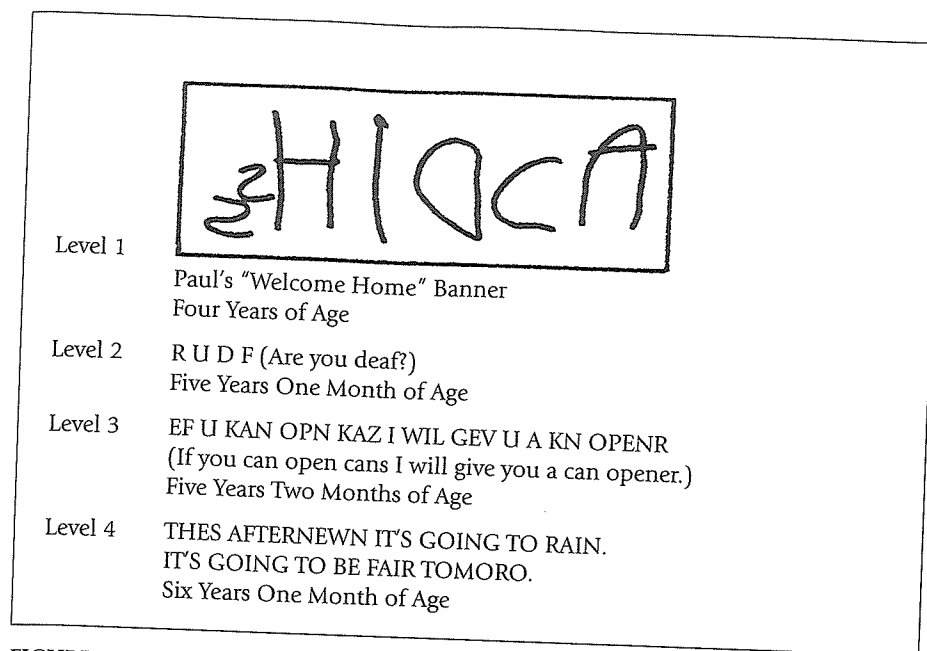 HIDCA
Level 1
Paul's "Welcome Home" Banner
Four Years of Age
Level 2 R U D F (Are you deaf?)
Five Years One Month of Age
Level 3 EF U KAN OPN KAZ I WIL GEV U A KN OPENR
(If you can open cans I will give you a can opener.)
Five Years Two Months of Age
Level 4 THES AFTERNEWN IT'S GOING TO RAIN.
IT'S GOING TO BE FAIR TOMORO.
Six Years One Month of Age